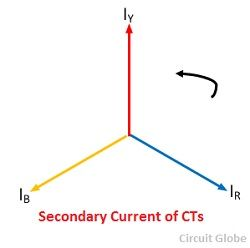 I_Y
I_B
I_R
Secondary Current of CTs
Circuit Globe